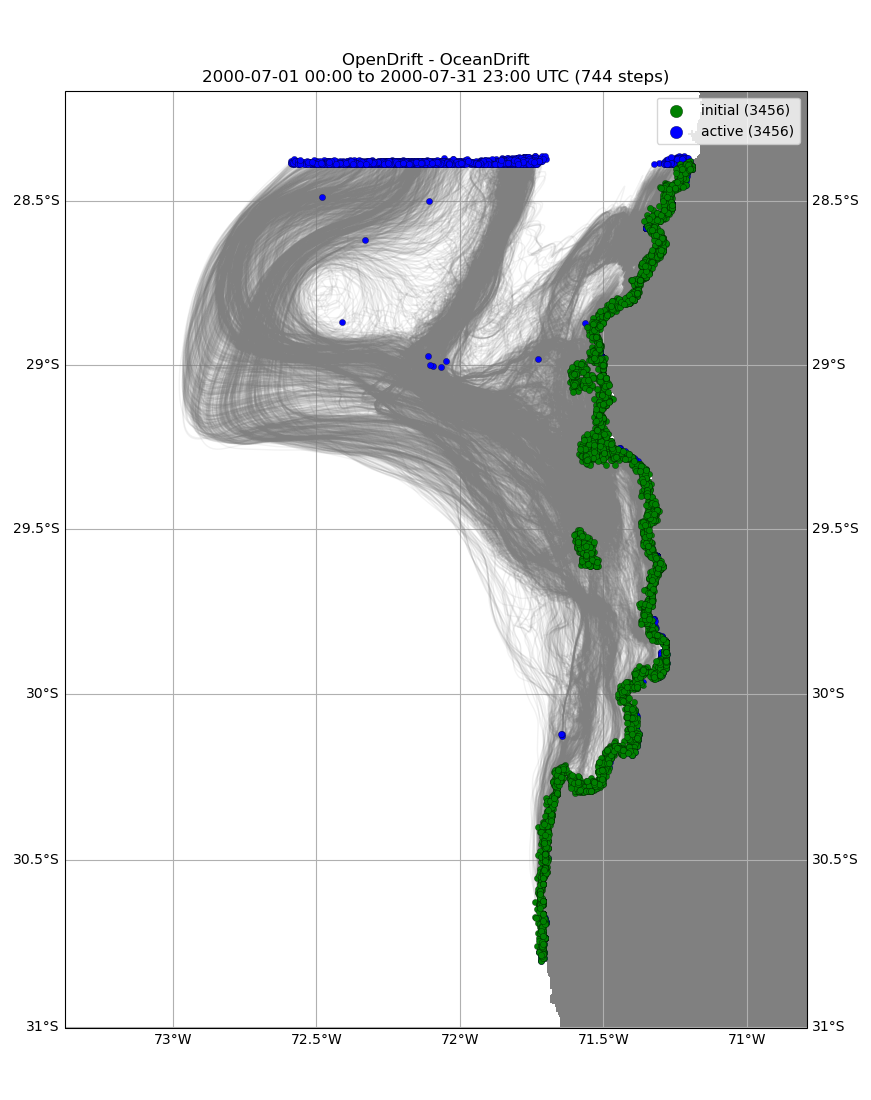 OpenDrift - OceanDrift
2000-07-01 00:00 to 2000-07-31 23:00 UTC (744 steps)
initial (3456)
active (3456)
28.5°S 28.5°S
29°S 29°S
29.5°S 29.5°S
30°S 30°S
30.5°S 30.5°S
31°S 31°S
73°W 72.5°W 72°W 71.5°W 71°W